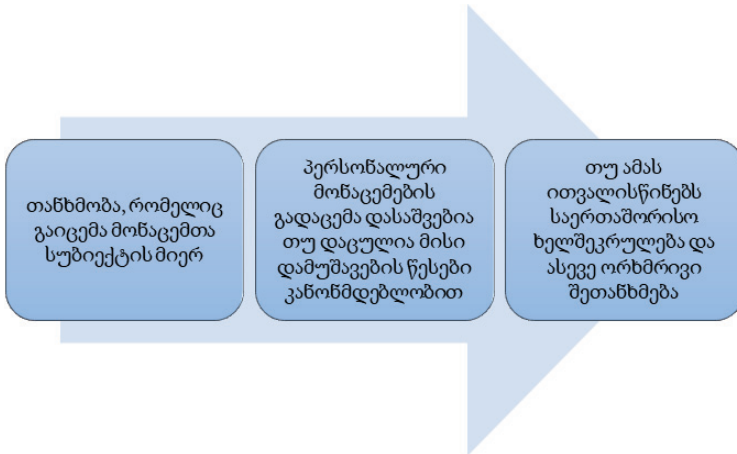 თანხმობა, რომელიც
გაიცემა მონაცემთა
სუბიექტის მიერ
პერსონალური
მონაცემების
გადაცემა დასაშვებია
თუ დაცულია მისი
დამუშავების წესები
კანონმდებლობით
თუ ამას
ითვალისწინებს
საერთაშორისო
ხელშეკრულება და
ასევე ორხმრივი
შეთანხმება